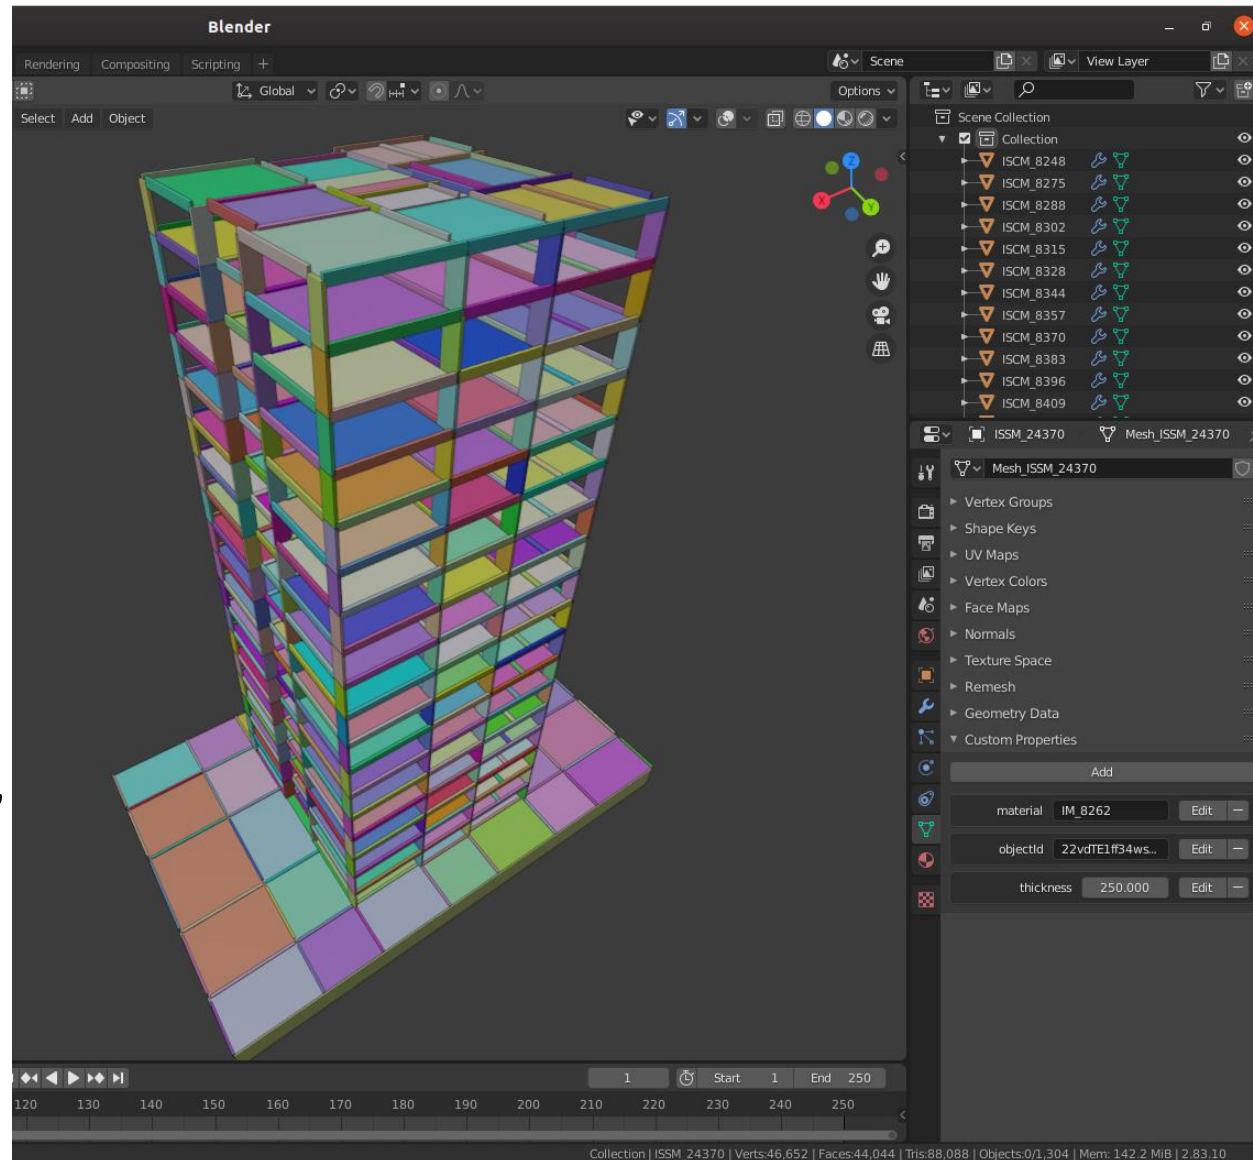 Blender
Rendering Compositing Scripting +
Scene
View Layer
Global
Options
Select Add Object
Z
X
Y
Scene Collection
Collection
ISCM_8248
ISCM_8275
ISCM_8288
ISCM_8302
ISCM_8315
ISCM_8328
ISCM_8344
ISCM_8357
ISCM_8370
ISCM_8383
ISCM_8396
ISCM_8409
ISSM_24370 Mesh_ISSM_24370
Mesh_ISSM_24370
Vertex Groups
Shape Keys
UV Maps
Vertex Colors
Face Maps
Normals
Texture Space
Remesh
Geometry Data
Custom Properties
Add
material IM_8262 Edit
objectId 22vdTE1ff34ws... Edit
thickness 250.000 Edit
1 Start 1 End 250
120 130 140 150 160 170 180 190 200 210 220 230 240 250
Collection | ISSM_24370 | Verts:46,652 | Faces:44,044 | Tris:88,088 | Objects:0/1,304 | Mem: 142.2 MiB | 2.83.10